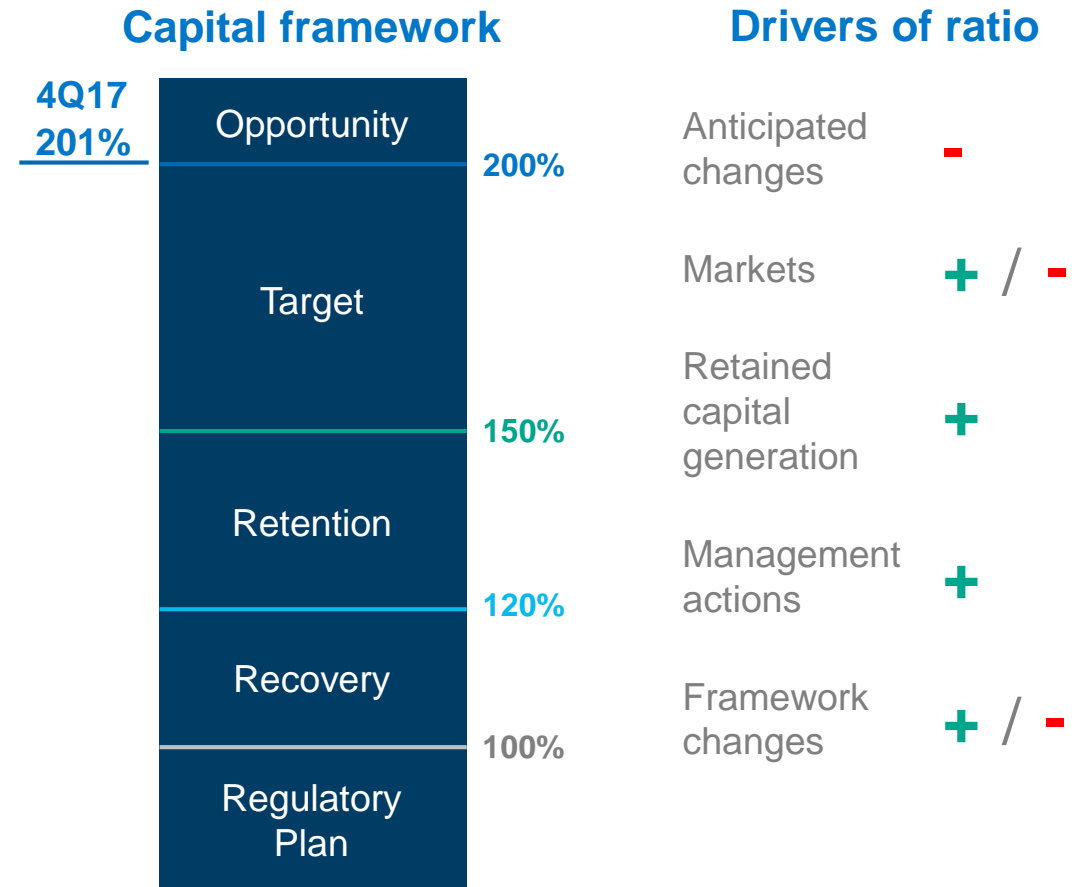 Capital framework
4Q17
201%
Opportunity
200%
Target
150%
Retention
120%
Recovery
100%
Regulatory
Plan
Drivers of ratio
Anticipated
changes
-
Markets
+ / -
Retained
capital
generation
+
Management
actions
+
Framework
changes
+ / -